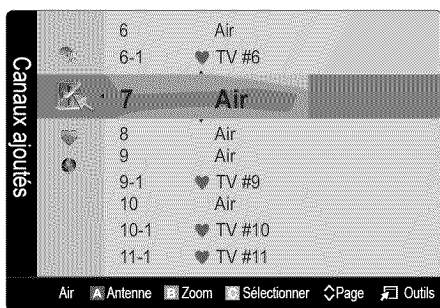 Canaux ajoutés
6 Air
6-1 ♥ TV #6
7 Air
8 Air
9 Air
9-1 ♥ TV #9
10 Air
10-1 ♥ TV #10
11-1 ♥ TV #11
Air A Antenne B Zoom C Sélectionner Page Outils